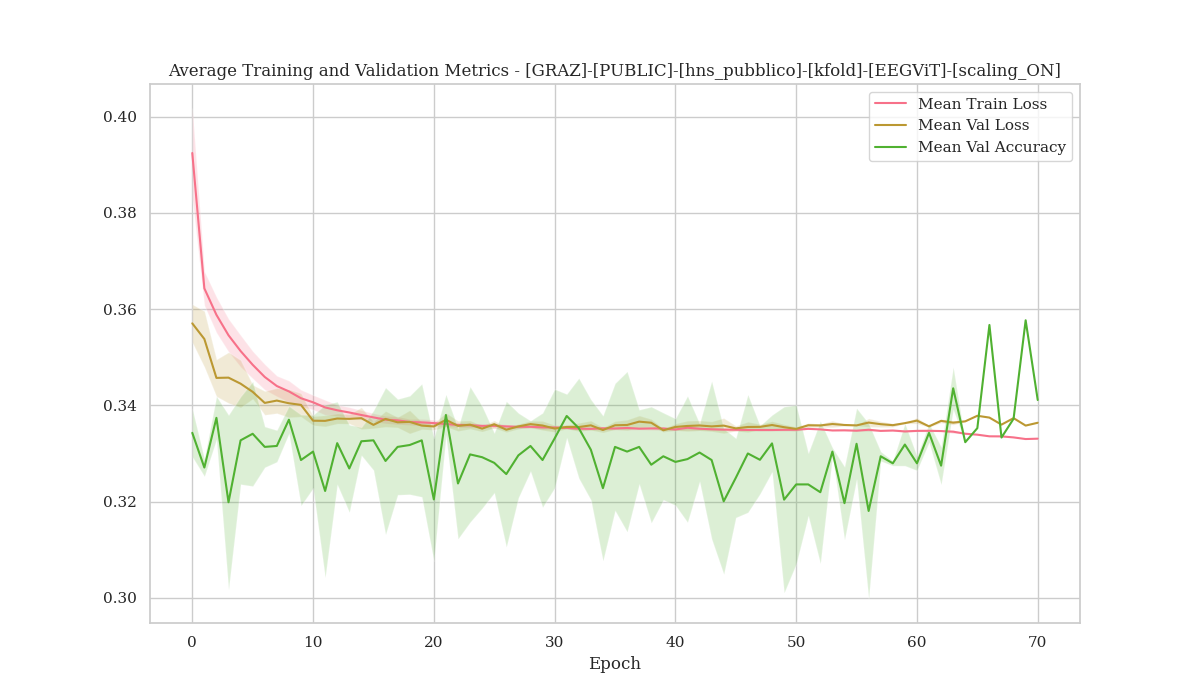 Average Training and Validation Metrics - [GRAZ]-[PUBLIC]-[hns_pubblico]-[kfold]-[EEGViT]-[scaling_ON]
Mean Train Loss
Mean Val Loss
Mean Val Accuracy
0.40
0.38
0.36
0.34
0.32
0.30
0 10 20 30 40 50 60 70
Epoch